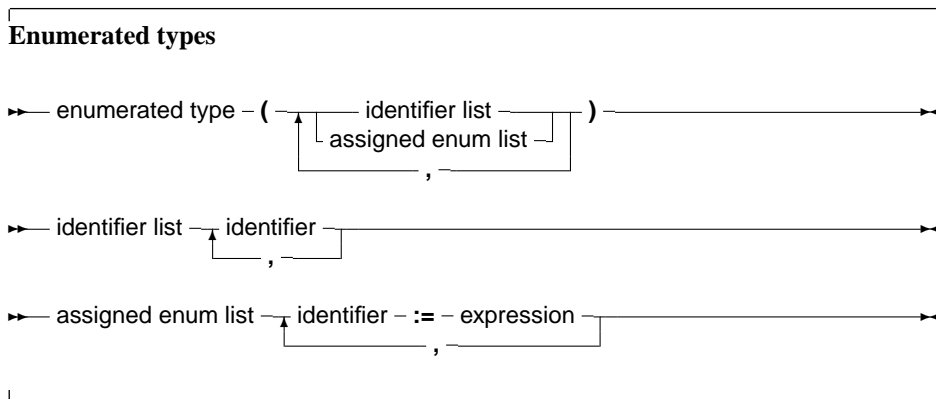 Enumerated types
enumerated type ( identifier list )
assigned enum list
,
identifier list identifier
,
assigned enum list identifier := expression
,